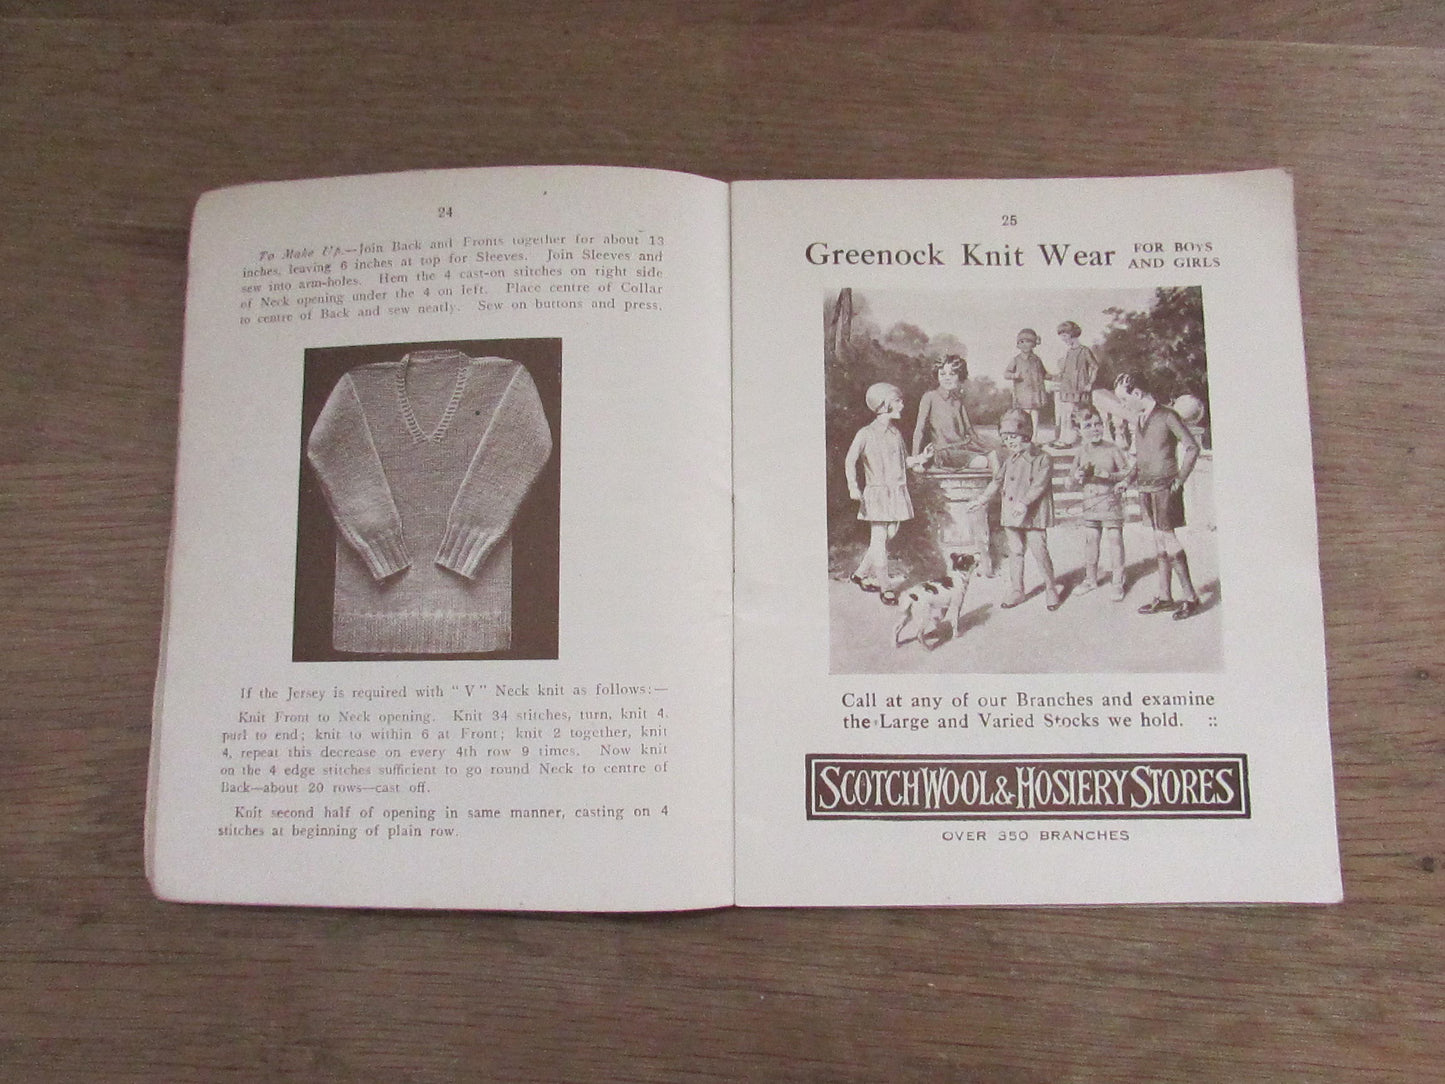 24
To Make Up.—Join Back and Fronts together for about 13
inches, leaving 6 inches at top for Sleeves. Join Sleeves and
sew into arm-holes. Hem the 4 cast-on stitches on right side
of Neck opening under the 4 on left. Place centre of Collar
to centre of Back and sew neatly. Sew on buttons and press.
If the Jersey is required with "V" Neck knit as follows:—
Knit Front to Neck opening. Knit 34 stitches, turn, knit 4,
purl to end; knit to within 6 at Front; knit 2 together, knit
4, repeat this decrease on every 4th row 9 times. Now knit
on the 4 edge stitches sufficient to go round Neck to centre of
Back—about 20 rows—cast off.
Knit second half of opening in same manner, casting on 4
stitches at beginning of plain row.
25
Greenock Knit Wear FOR BOYS
AND GIRLS
Call at any of our Branches and examine
the Large and Varied Stocks we hold. ::
SCOTCH WOOL & HOSIERY STORES
OVER 350 BRANCHES